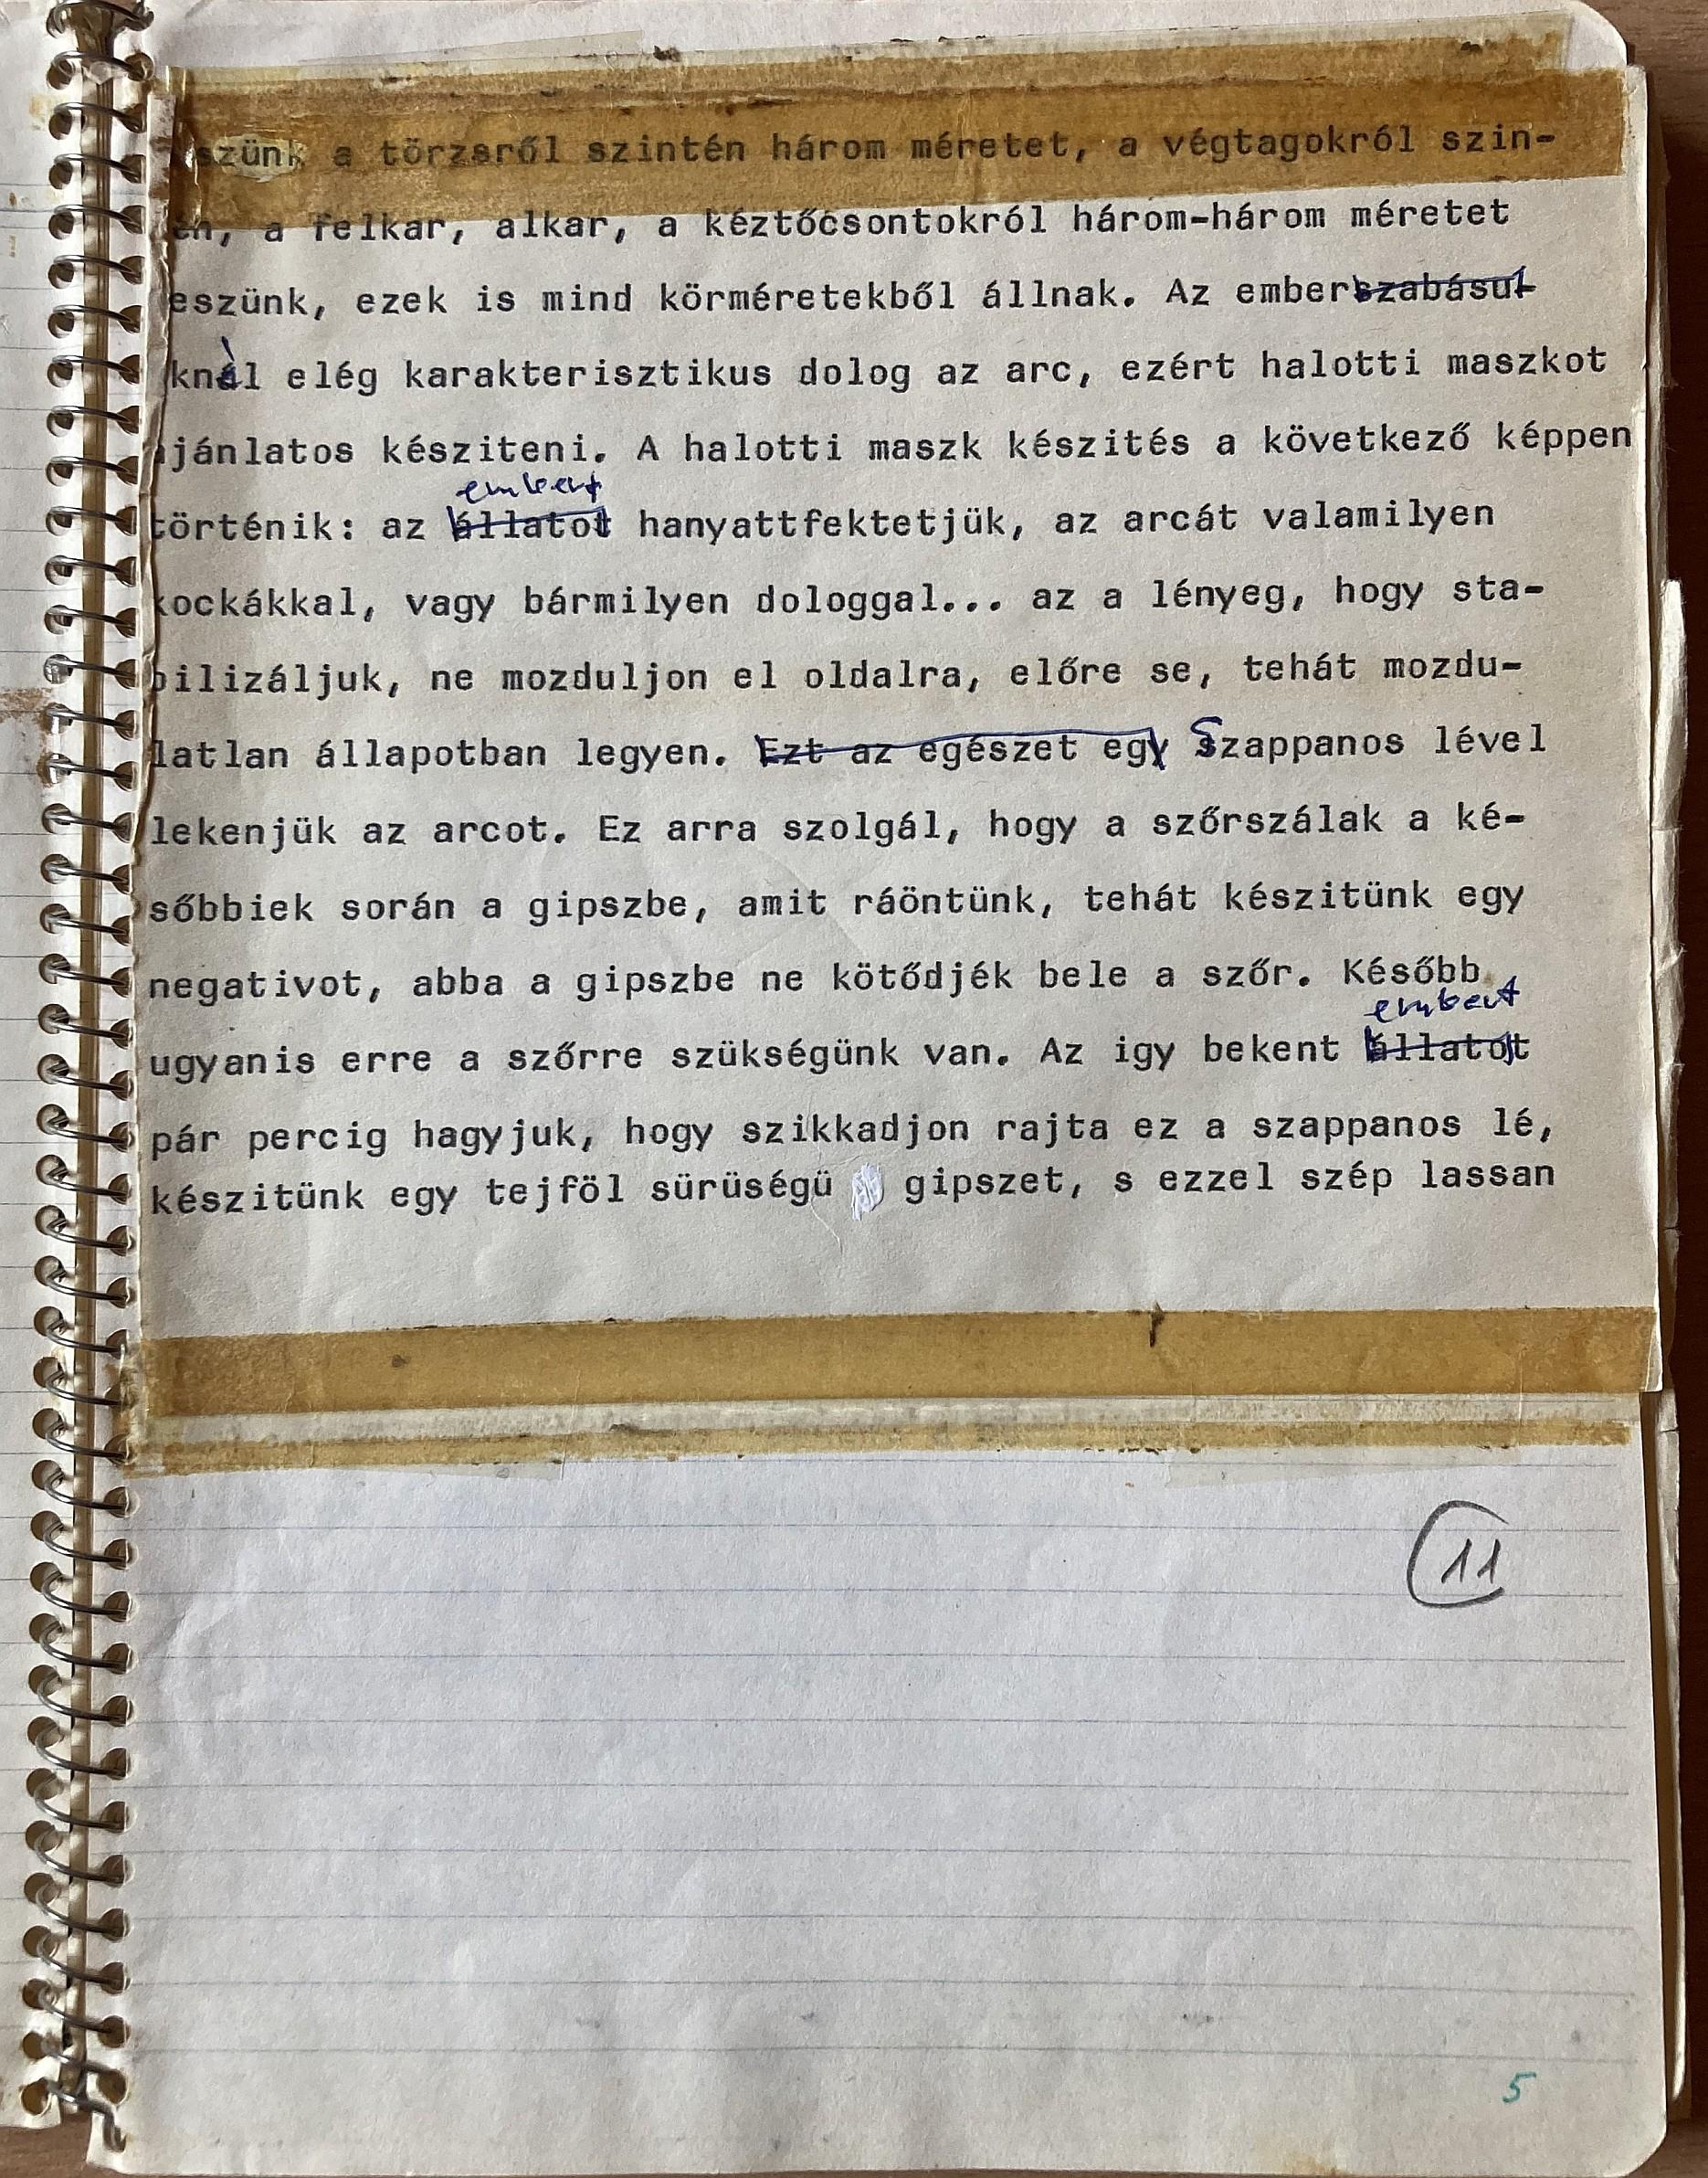 szünk a törzsről szintén három méretet, a végtagokról szin-
én, a felkar, alkar, a kéztőcsontokról három-három méretet
eszünk, ezek is mind körméretekből állnak. Az emberszabásul
knál elég karakterisztikus dolog az arc, ezért halotti maszkot
ajánlatos késziteni. A halotti maszk készités a következő képpen
embert
történik: az állatot hanyattfektetjük, az arcát valamilyen
kockákkal, vagy bármilyen dologgal... az a lényeg, hogy sta-
bilizáljuk, ne mozduljon el oldalra, előre se, tehát mozdu-
latlan állapotban legyen. Ezt az egészet egy Szappanos lével
lekenjük az arcot. Ez arra szolgál, hogy a szőrszálak a ké-
sőbbiek során a gipszbe, amit ráöntünk, tehát készitünk egy
negativot, abba a gipszbe ne kötődjék bele a szőr. Később
embert
ugyanis erre a szőrre szükségünk van. Az igy bekent állatot
pár percig hagyjuk, hogy szikkadjon rajta ez a szappanos lé,
készitünk egy tejföl sürüségü gipszet, s ezzel szép lassan
11
5